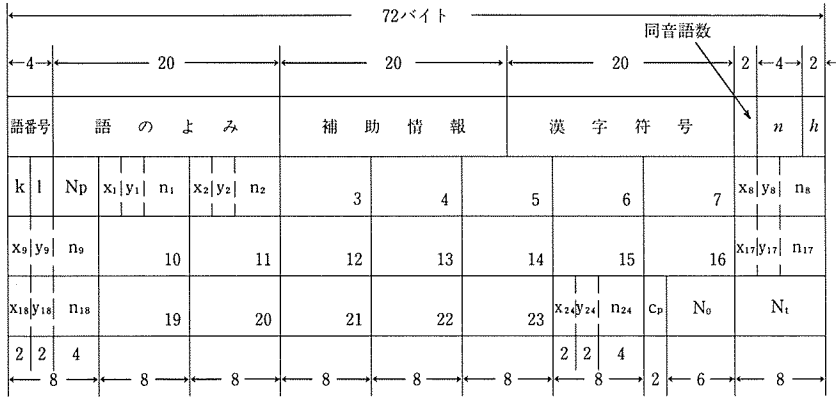 72バイト
同音語数
4 20 20 20 2 4 2
語番号 語のよみ 補助情報 漢字符号 n h
k l Np x₁ y₁ n₁ x₂ y₂ n₂ 3 4 5 6 7 x₈ y₈ n₈
x₉ y₉ n₉ 10 11 12 13 14 15 16 x₁₇ y₁₇ n₁₇
x₁₈ y₁₈ n₁₈ 19 20 21 22 23 x₂₄ y₂₄ n₂₄ cₚ N₀ Nₜ
2 2 4 2 2 4
8 8 8 8 8 8 8 2 6 8